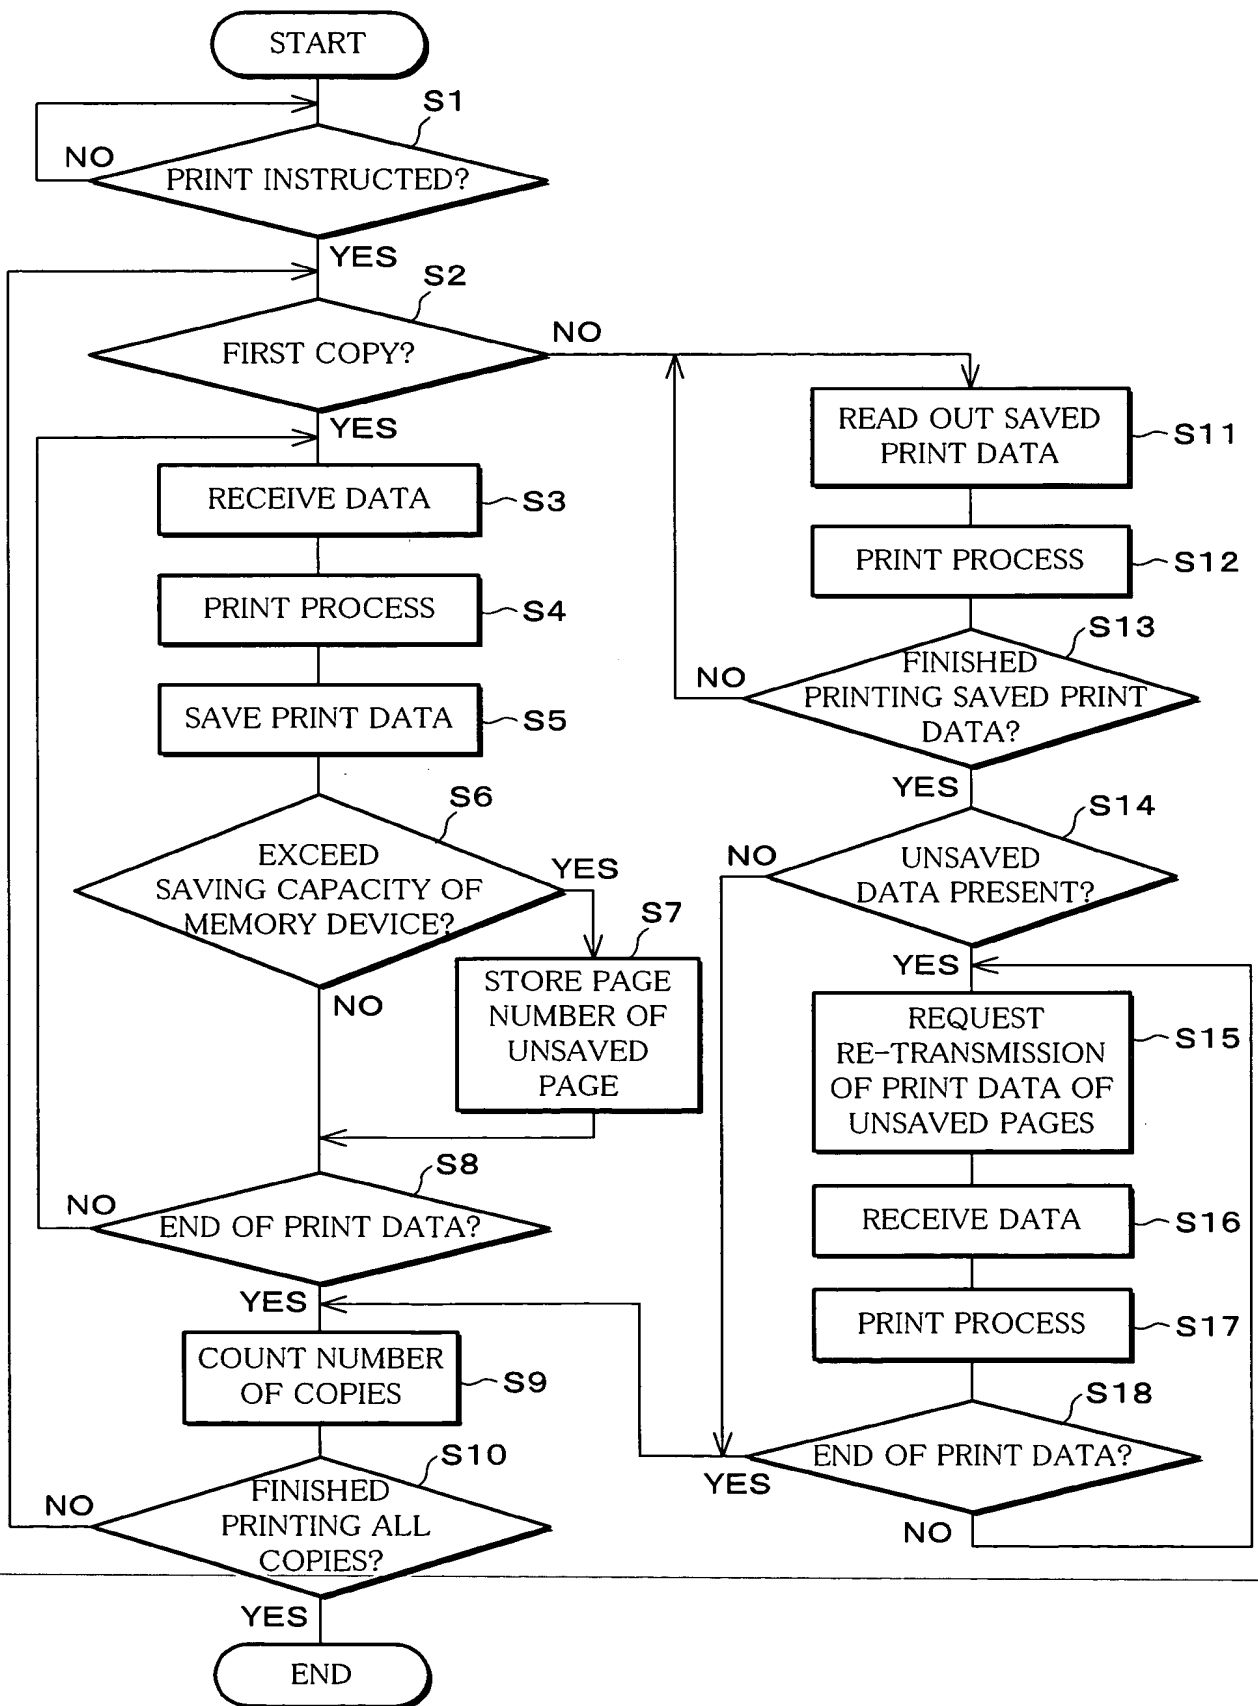 START
S1
NO
PRINT INSTRUCTED?
YES
S2
FIRST COPY?
NO
YES
RECEIVE DATA
S3
PRINT PROCESS
S4
SAVE PRINT DATA
S5
S6
EXCEED
SAVING CAPACITY OF
MEMORY DEVICE?
YES
NO
S7
STORE PAGE
NUMBER OF
UNSAVED
PAGE
S8
NO
END OF PRINT DATA?
YES
COUNT NUMBER
OF COPIES
S9
S10
NO
FINISHED
PRINTING ALL
COPIES?
YES
END
READ OUT SAVED
PRINT DATA
S11
PRINT PROCESS
S12
S13
NO
FINISHED
PRINTING SAVED PRINT
DATA?
YES
S14
NO
UNSAVED
DATA PRESENT?
YES
REQUEST
RE-TRANSMISSION
OF PRINT DATA OF
UNSAVED PAGES
S15
RECEIVE DATA
S16
PRINT PROCESS
S17
S18
END OF PRINT DATA?
YES
NO